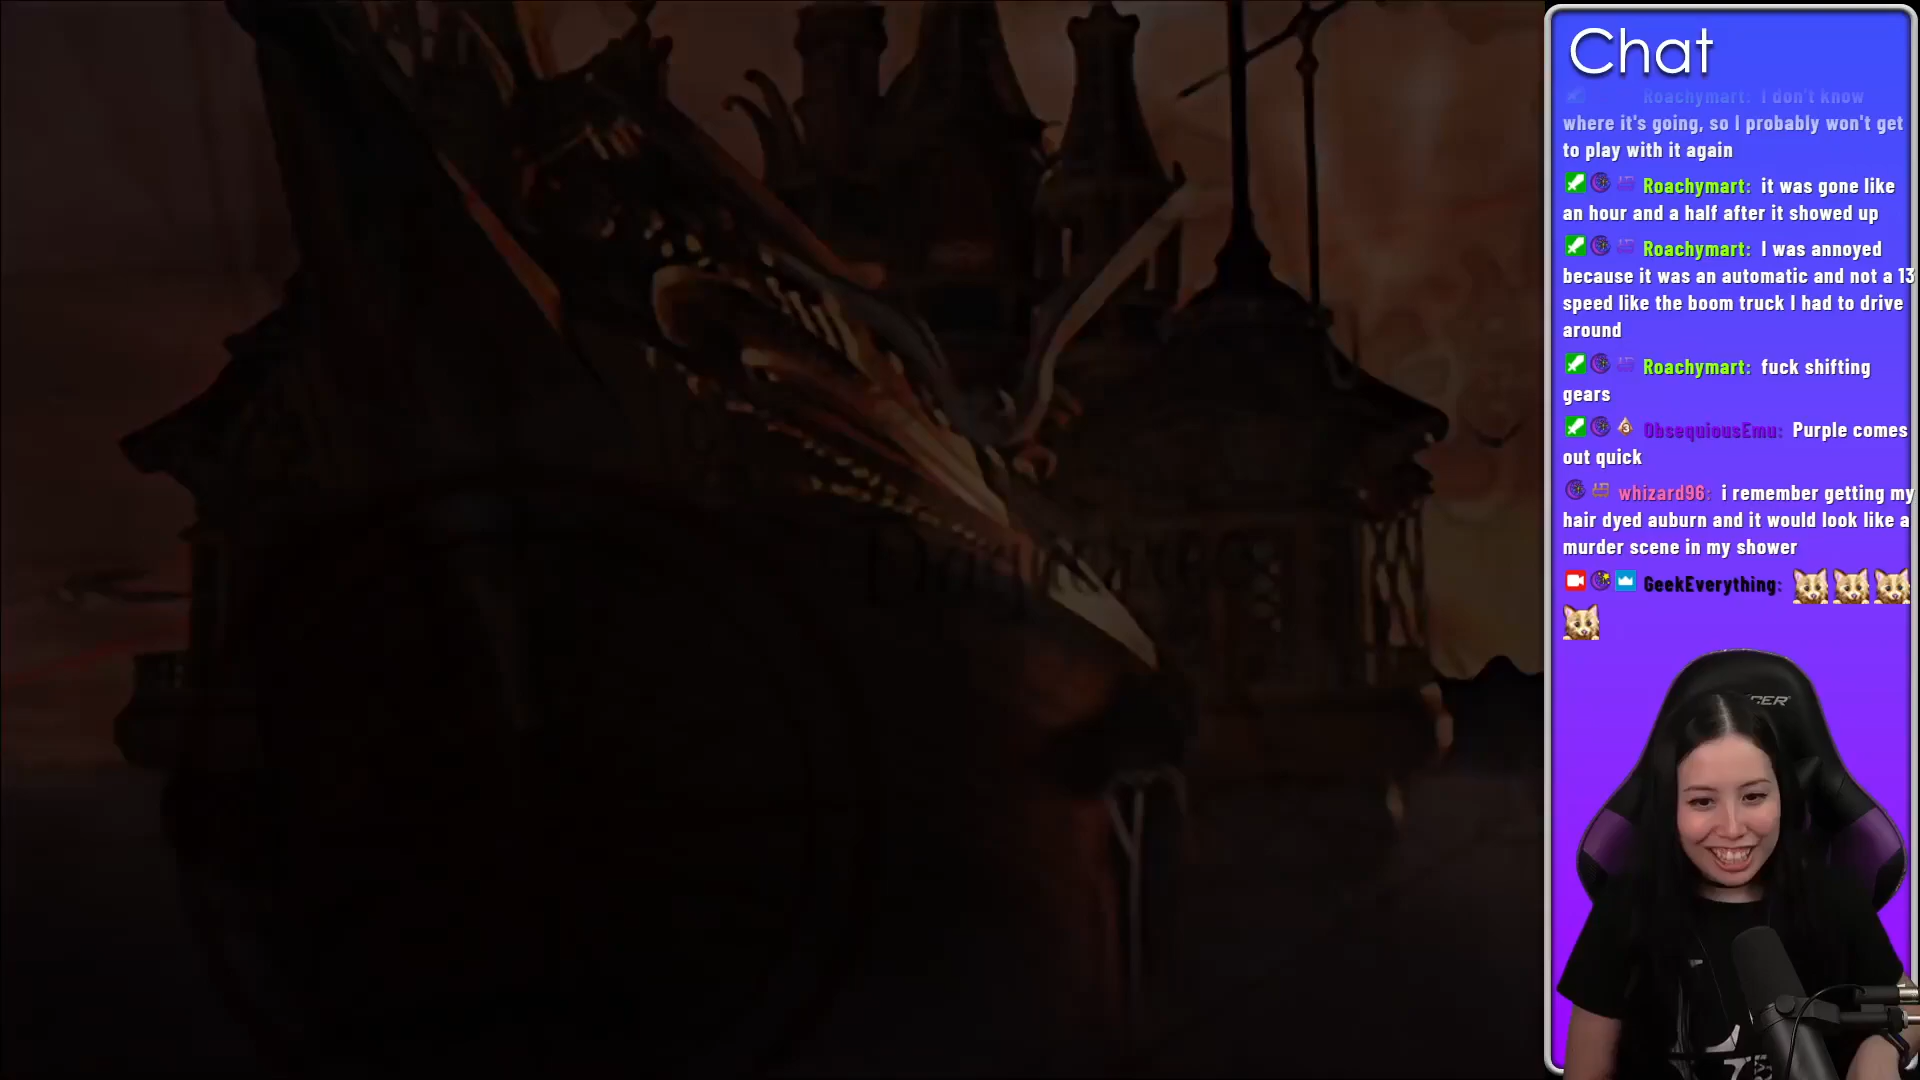 Chat
Roachymart: I don't know
where it's going, so I probably won't get
to play with it again
Roachymart: it was gone like
an hour and a half after it showed up
Roachymart: I was annoyed
because it was an automatic and not a 13
speed like the boom truck I had to drive
around
Roachymart: fuck shifting
gears
ObsequiousEmu: Purple comes
out quick
whizard96: i remember getting my
hair dyed auburn and it would look like a
murder scene in my shower
GeekEverything: